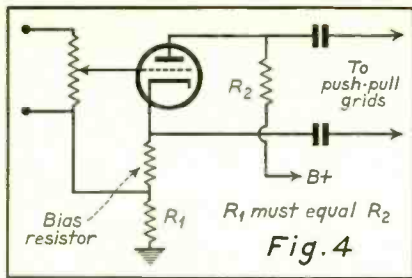 R₂
To
push-pull
grids
B+
Bias
resistor
R₁
R₁ must equal R₂
Fig. 4